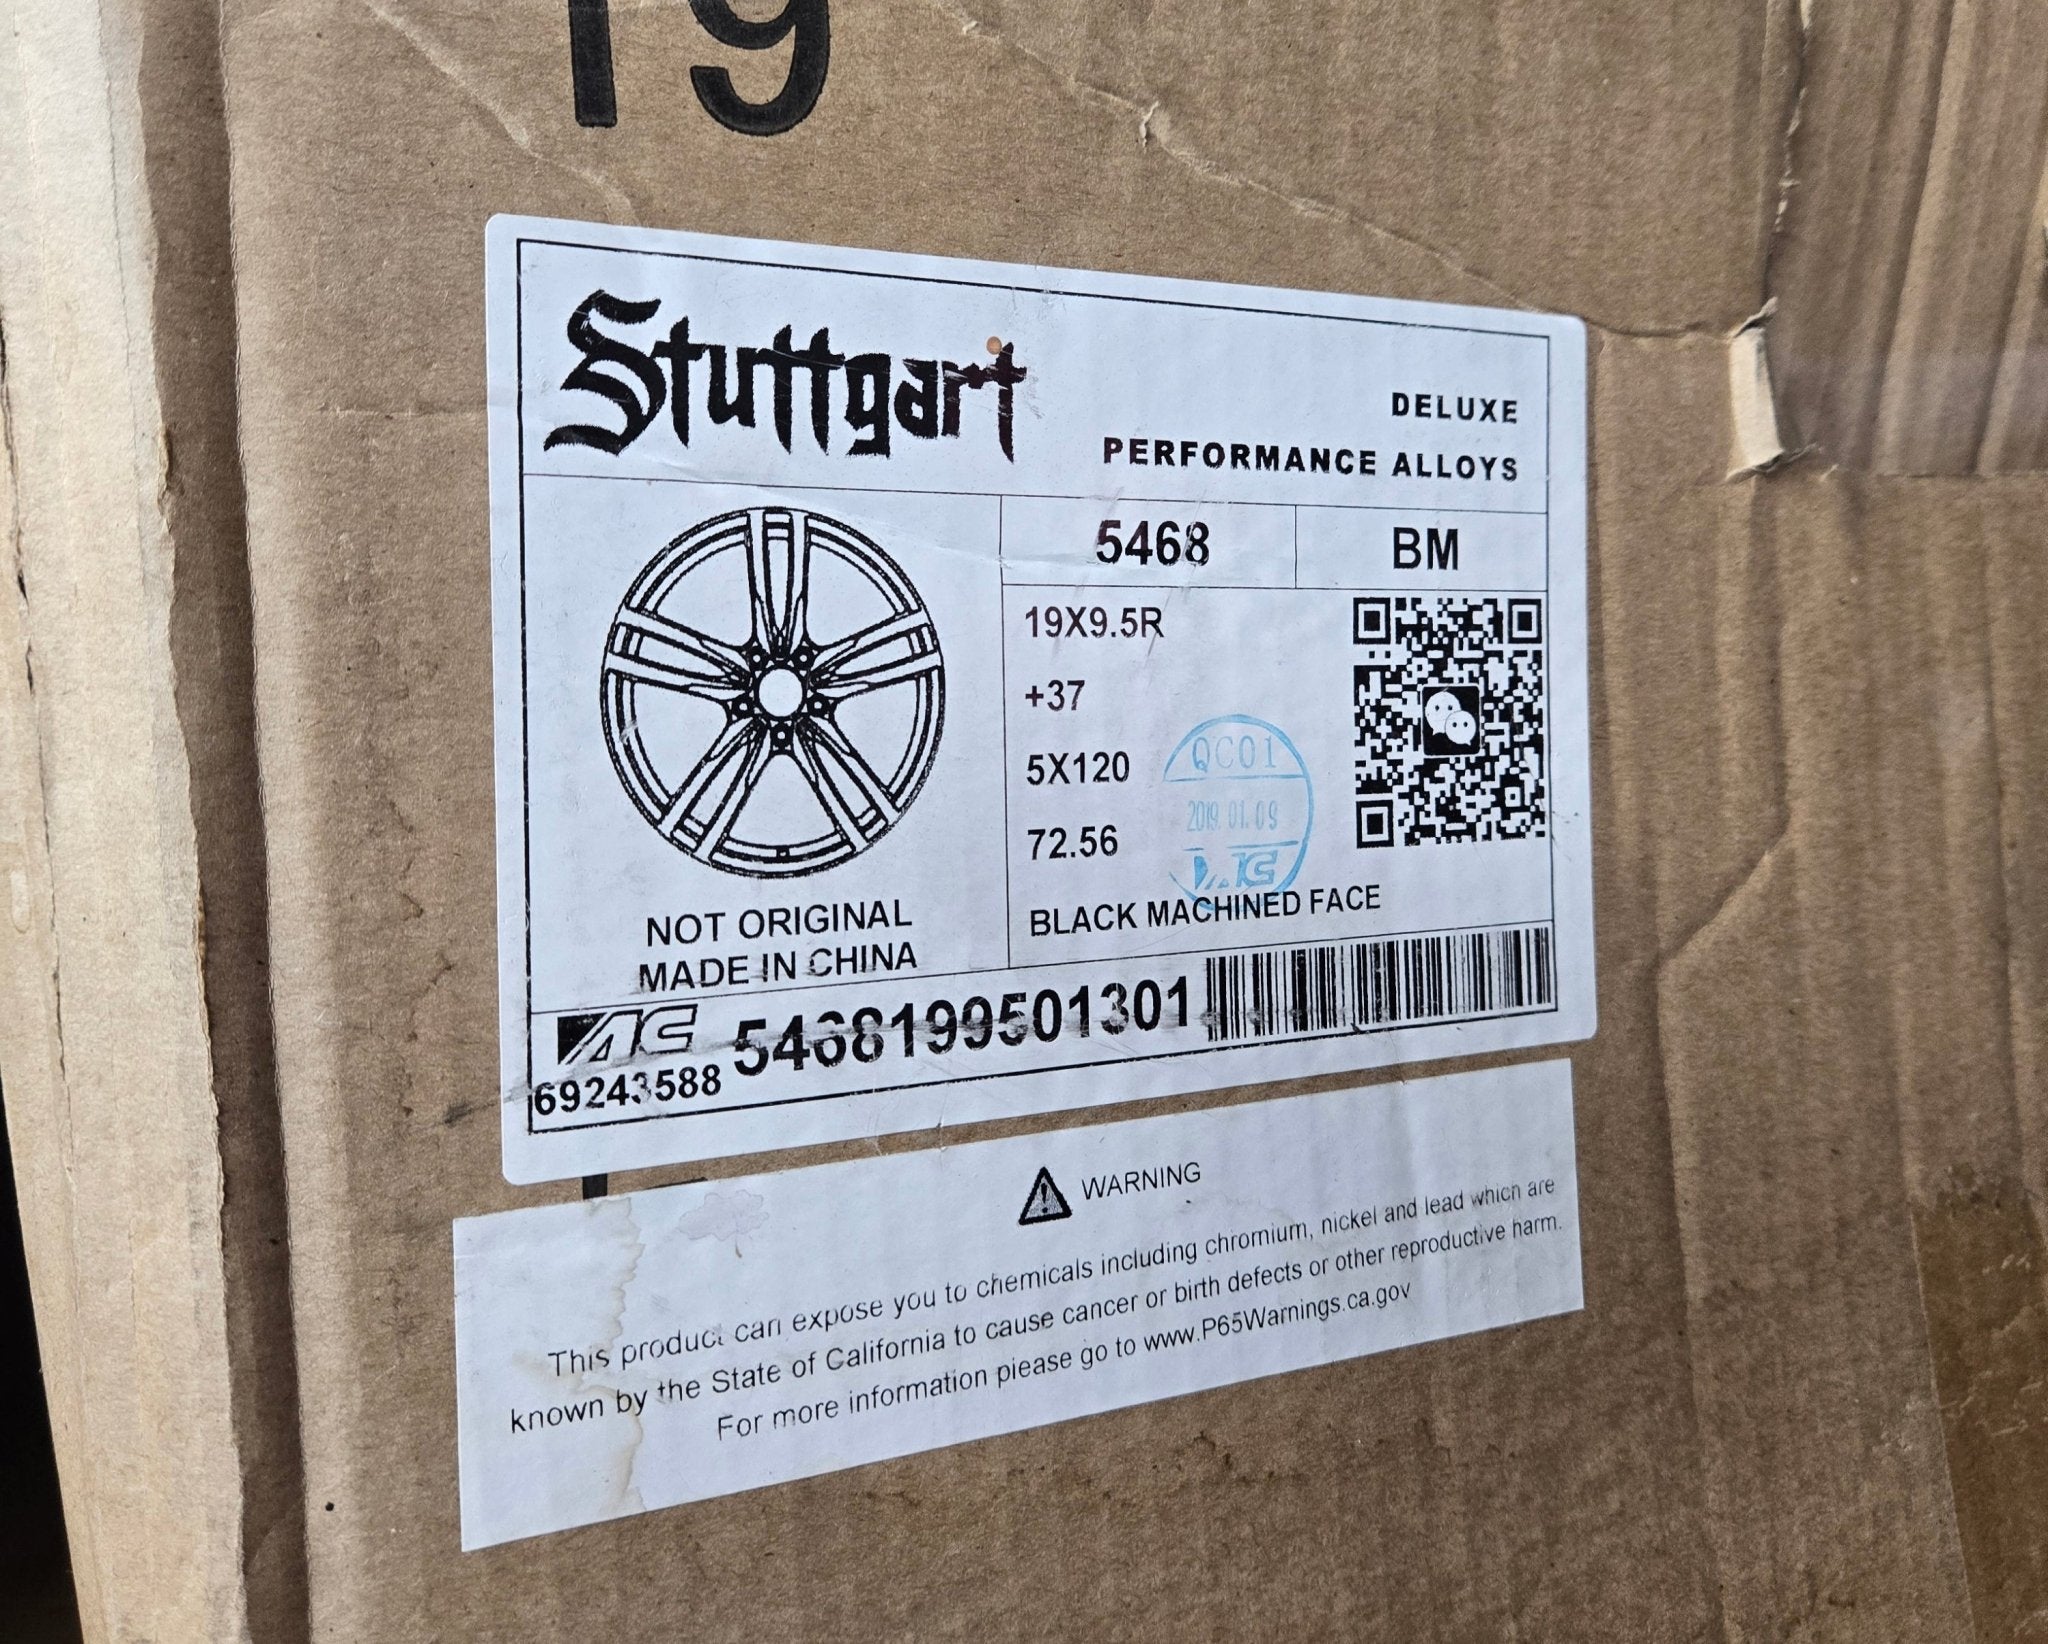 19
Stuttgart
DELUXE
PERFORMANCE ALLOYS
5468
BM
19X9.5R
+37
5X120
72.56
BLACK MACHINED FACE
QC01
2019.01.09
NOT ORIGINAL
MADE IN CHINA
AC
69243588
5468199501301
WARNING
This product can expose you to chemicals including chromium, nickel and lead which are
known by the State of California to cause cancer or birth defects or other reproductive harm.
For more information please go to www.P65Warnings.ca.gov